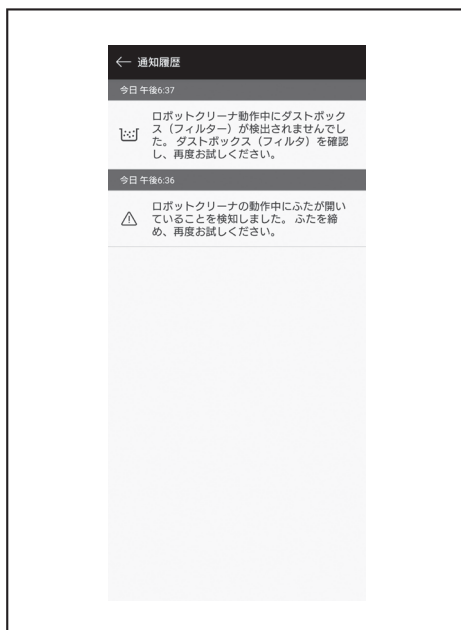 ← 通知履歴
今日 午後6:37
ロボットクリーナ動作中にダストボック
ス（フィルター）が検出されませんでし
た。 ダストボックス（フィルタ）を確認
し、再度お試しください。
今日 午後6:36
ロボットクリーナの動作中にふたが開い
ていることを検知しました。 ふたを締
め、再度お試しください。